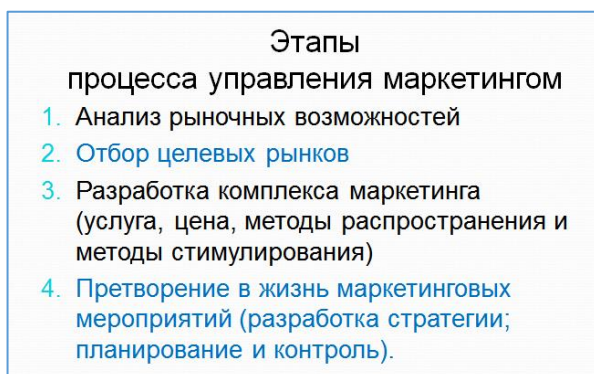 Этапы
процесса управления маркетингом
1. Анализ рыночных возможностей
2. Отбор целевых рынков
3. Разработка комплекса маркетинга
(услуга, цена, методы распространения и
методы стимулирования)
4. Претворение в жизнь маркетинговых
мероприятий (разработка стратегии;
планирование и контроль).